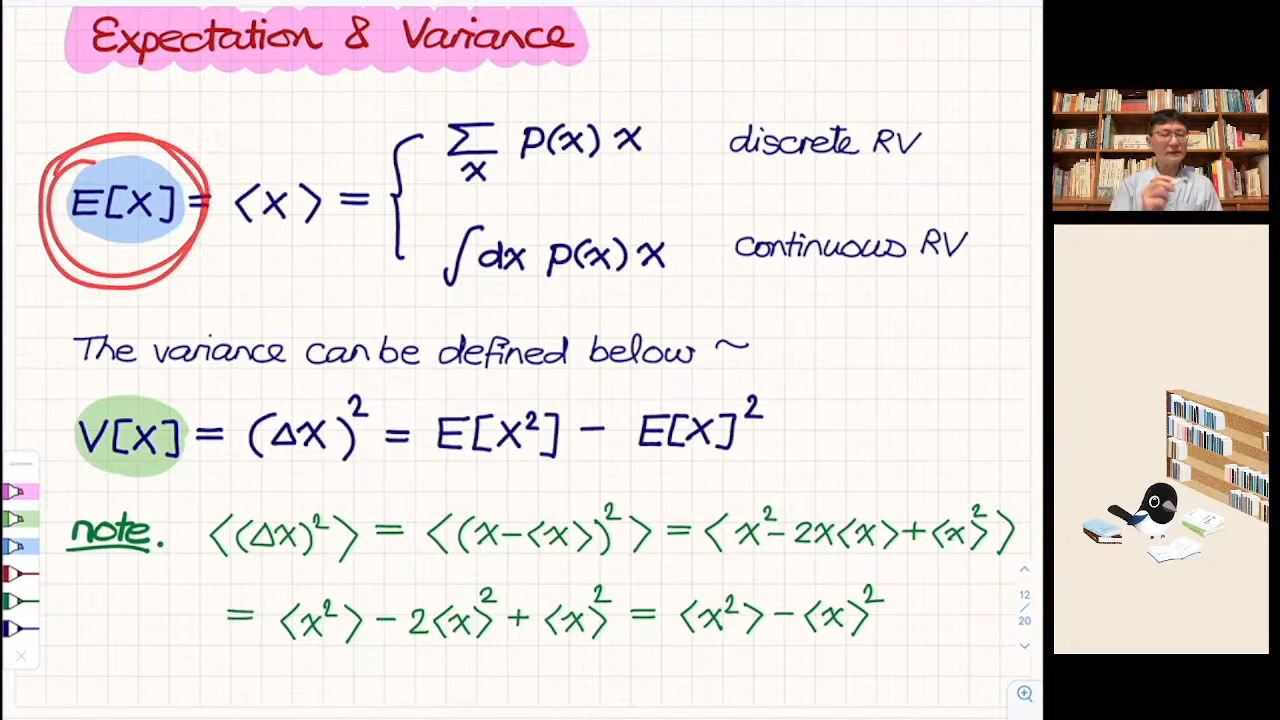 Expectation & Variance
E[X] = ⟨x⟩ = { Σ_x P(x) x discrete RV
∫dx P(x) x continuous RV
The variance can be defined below ~
V[X] = (Δx)² = E[X²] - E[X]²
note. ⟨(Δx)²⟩ = ⟨(x-⟨x⟩)²⟩ = ⟨x² - 2x⟨x⟩ + ⟨x⟩²⟩
= ⟨x²⟩ - 2⟨x⟩² + ⟨x⟩² = ⟨x²⟩ - ⟨x⟩²
12
/
20